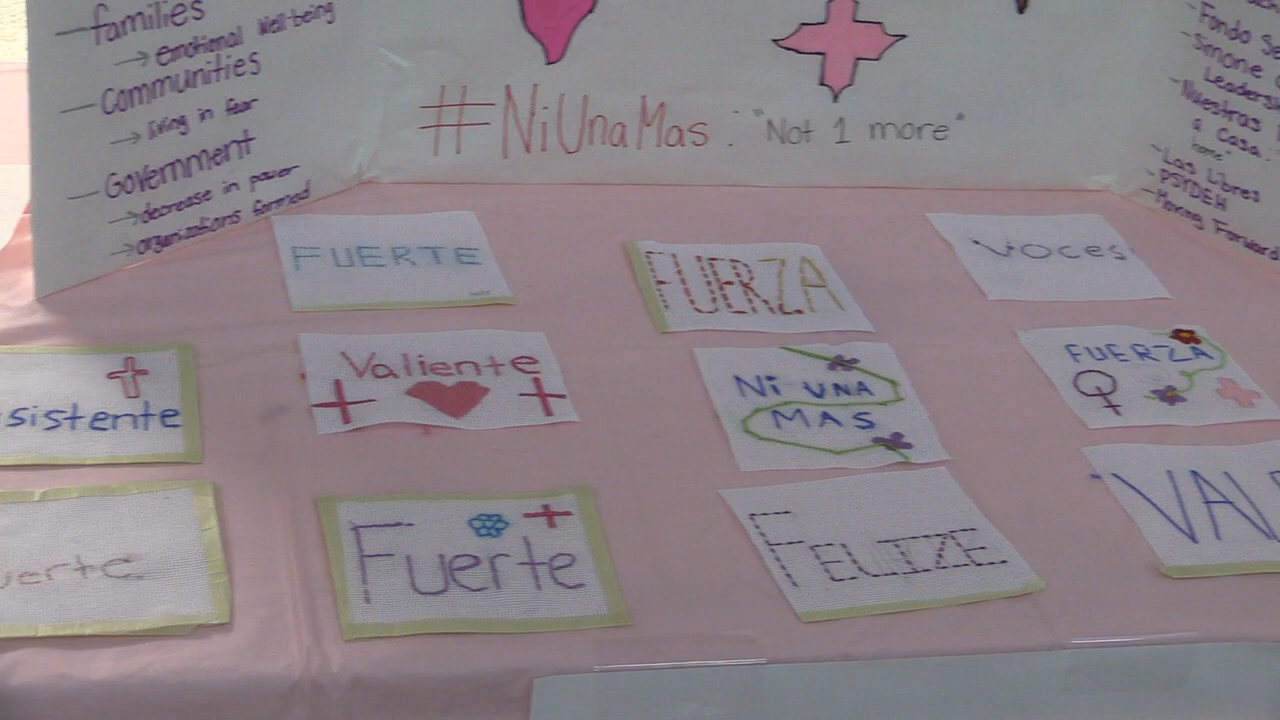 families
→ emotional well-being
- Communities
→ living in fear
- Government
→ decrease in power
→ organizations formed
#NiUnaMas: "Not 1 more"
- Fondo
- Simone
- Nuestras
a Casa:
home"
- Las Libres
- PSYDEH
- Moving Forward
FUERTE
FUERZA
VOCES
sistente
Valiente
Ni UNA
MAS
FUERZA
uerte
Fuerte
FELIZE
VAL